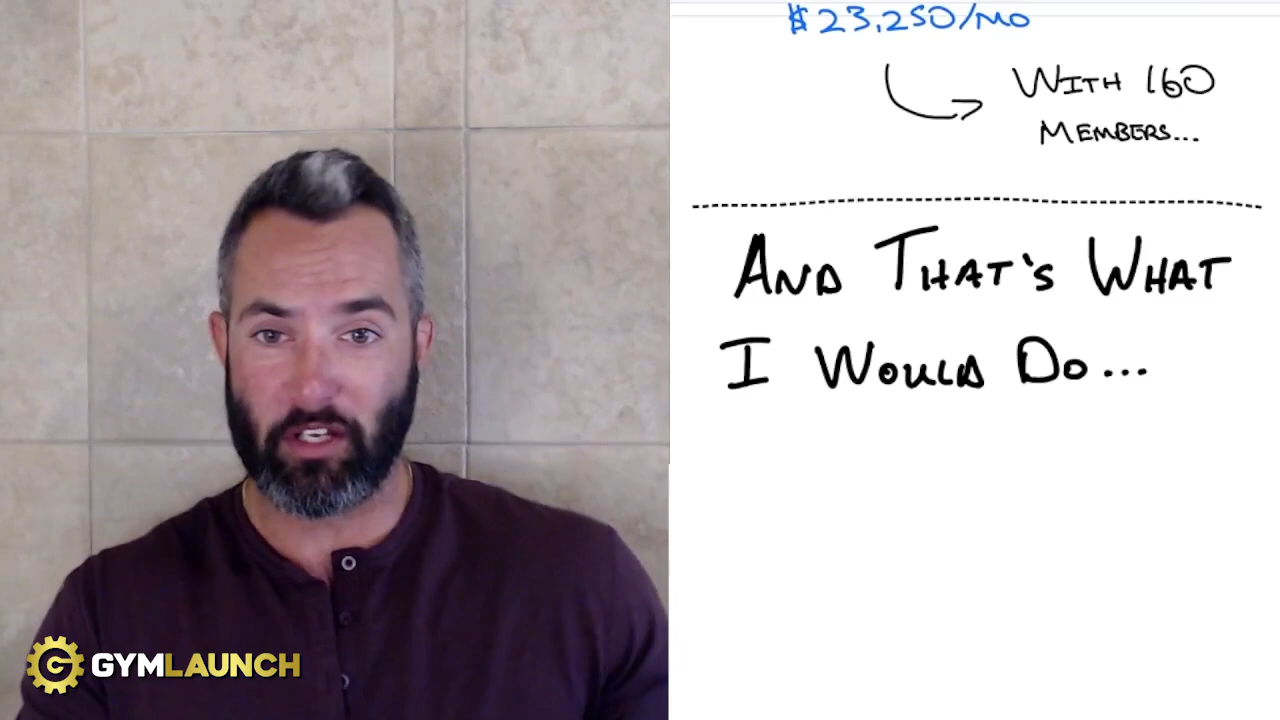 $23,250/MO
WITH 160
MEMBERS...
AND THAT'S WHAT
I WOULD DO...
G GYMLAUNCH